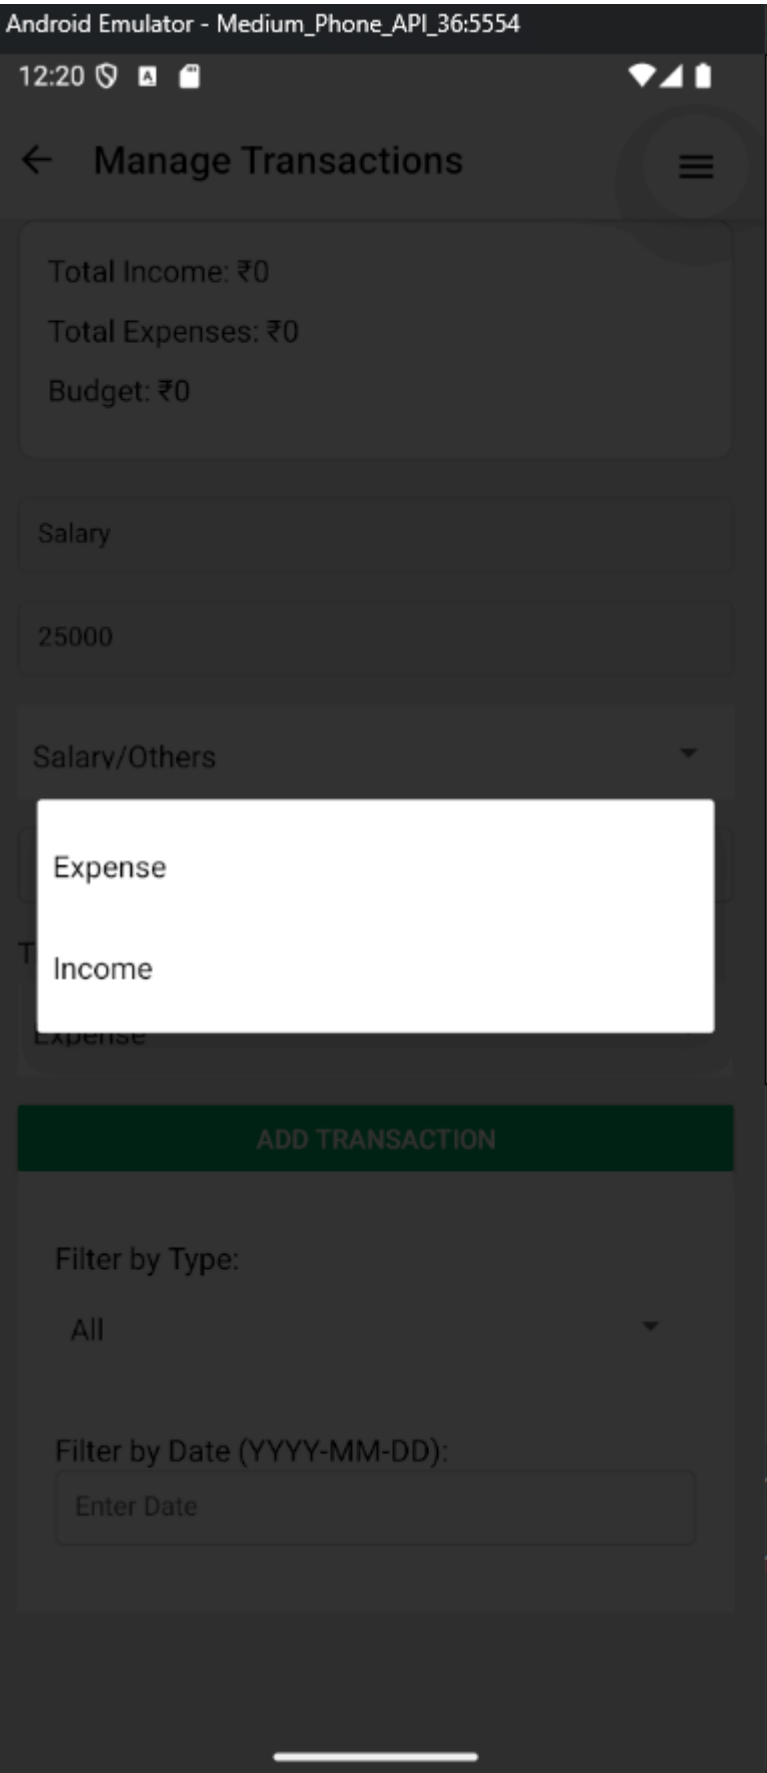 Android Emulator - Medium_Phone_API_36:5554
12:20
Manage Transactions
Total Income: ₹0
Total Expenses: ₹0
Budget: ₹0
Salary
25000
Salary/Others
Expense
Income
Expense
ADD TRANSACTION
Filter by Type:
All
Filter by Date (YYYY-MM-DD):
Enter Date